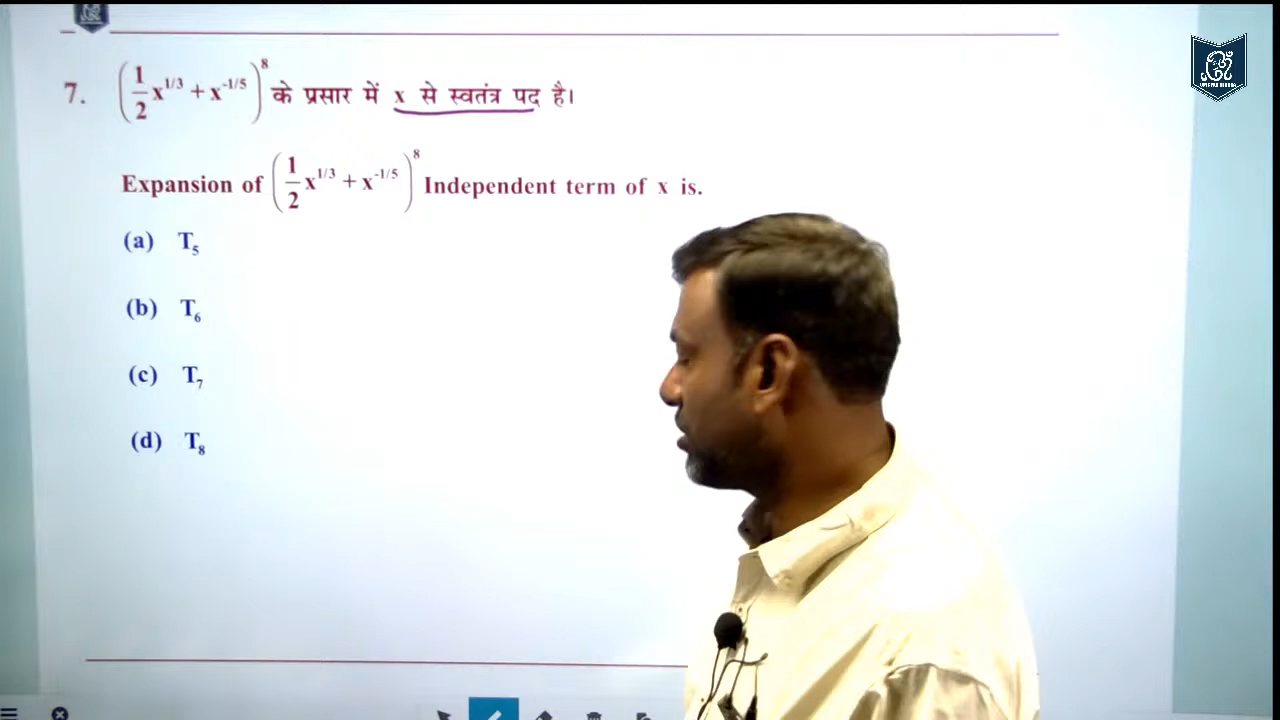 7. (1/2 x^1/3 + x^-1/5)^8 के प्रसार में x से स्वतंत्र पद है।
Expansion of (1/2 x^1/3 + x^-1/5)^8 Independent term of x is.
(a) T5
(b) T6
(c) T7
(d) T8